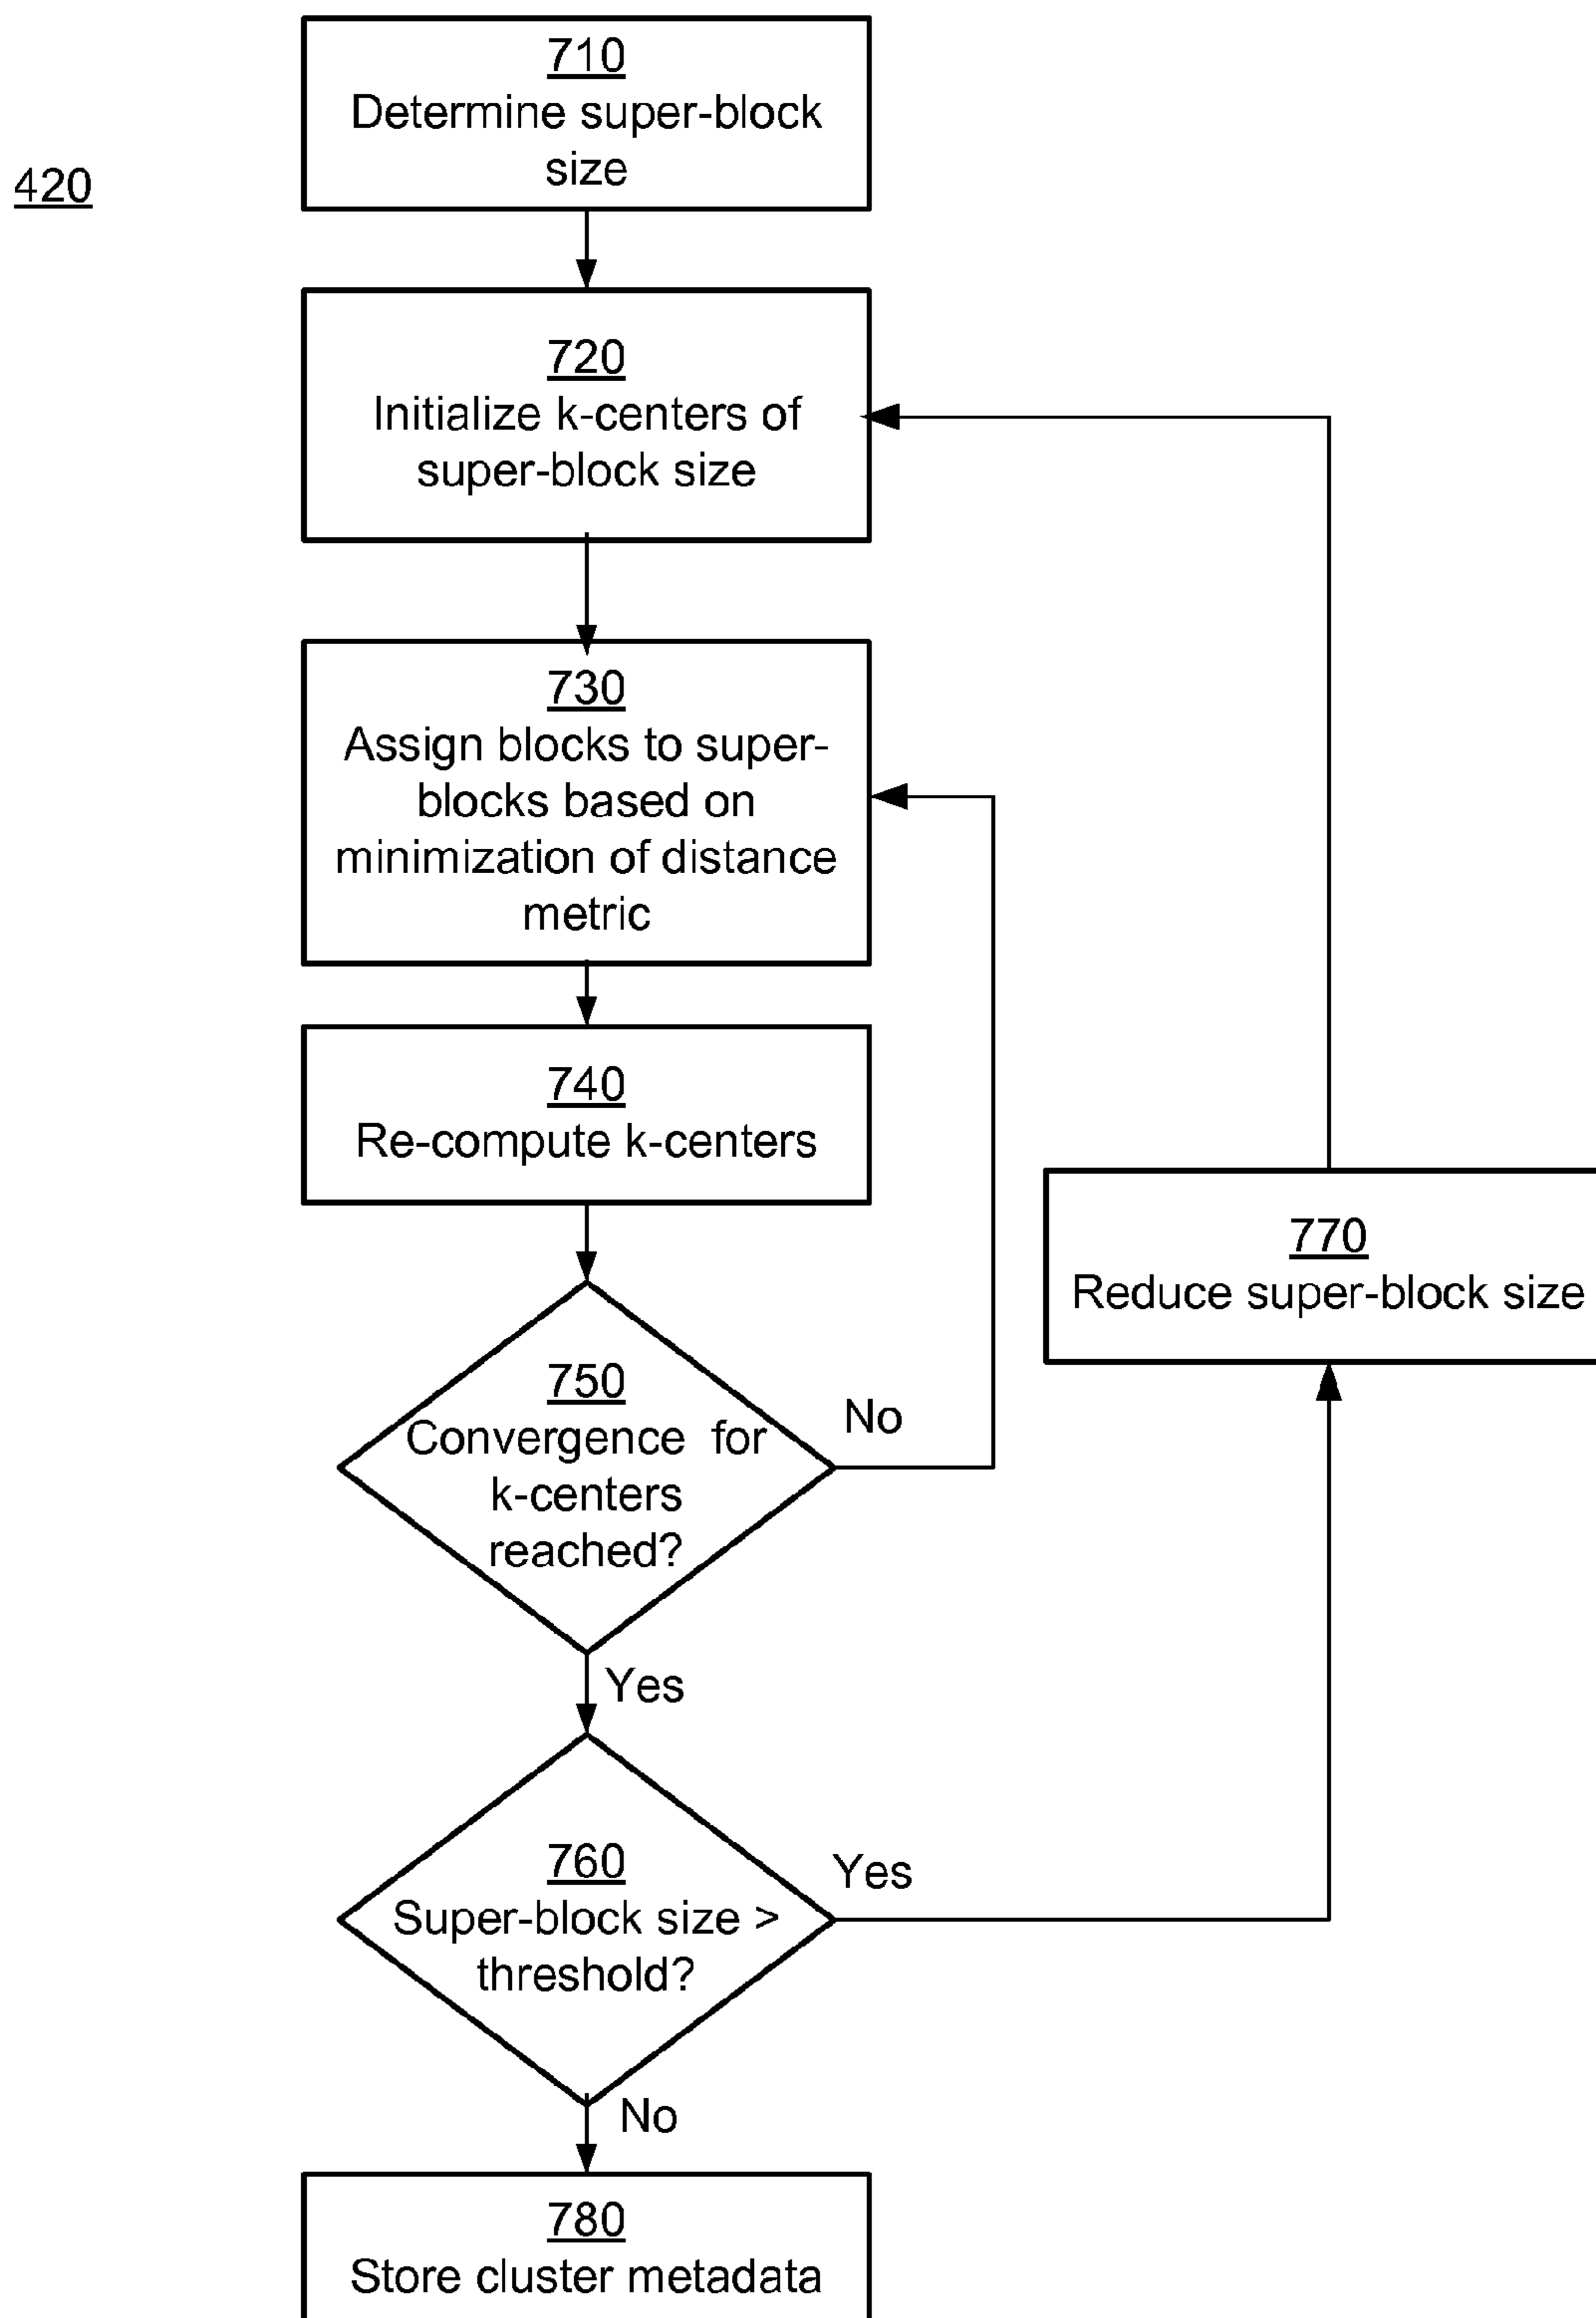 710
Determine super-block
size
420
720
Initialize k-centers of
super-block size
730
Assign blocks to super-
blocks based on
minimization of distance
metric
740
Re-compute k-centers
770
Reduce super-block size
750
Convergence for
k-centers
reached?
No
Yes
760
Super-block size >
threshold?
Yes
No
780
Store cluster metadata